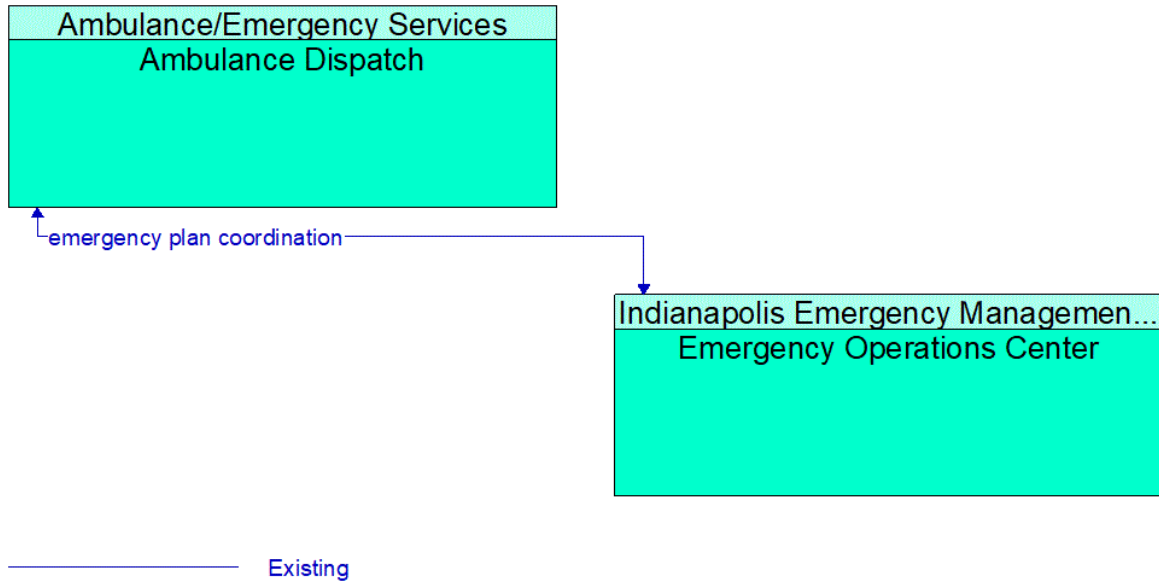 Ambulance/Emergency Services
Ambulance Dispatch
emergency plan coordination
Indianapolis Emergency Managemen...
Emergency Operations Center
Existing